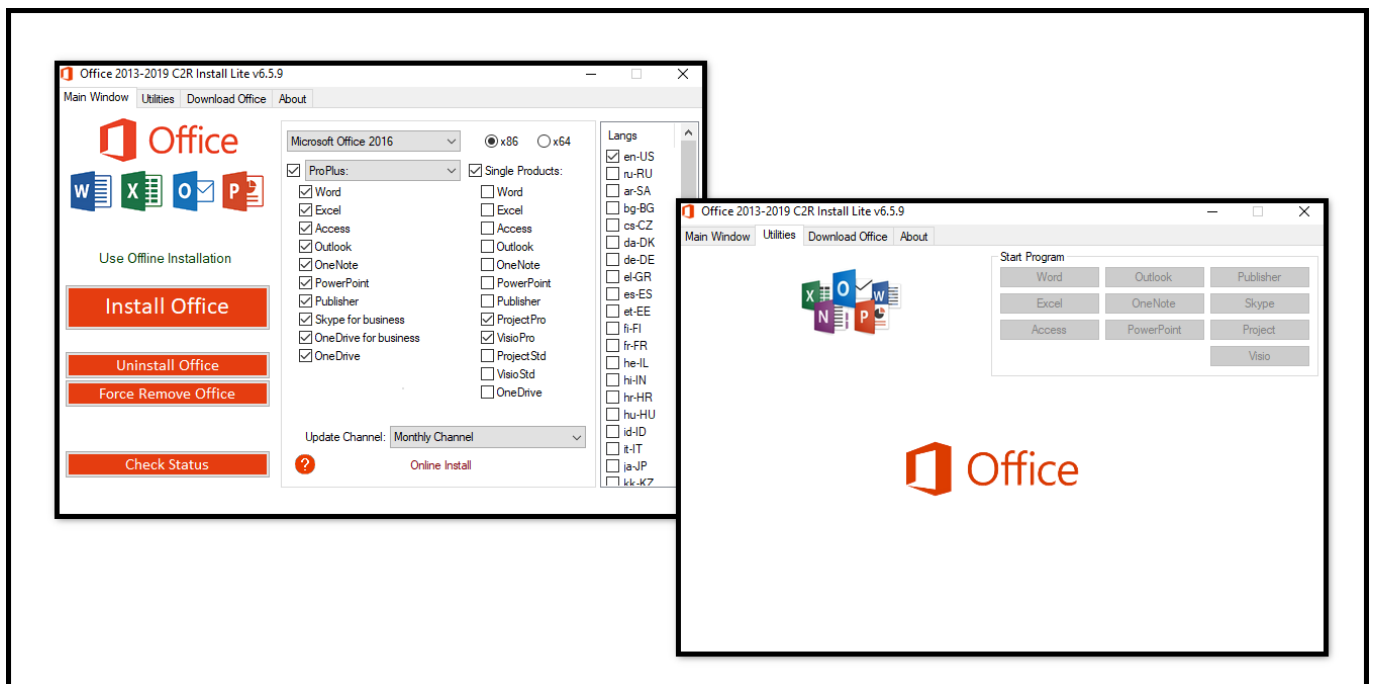 Office 2013-2019 C2R Install Lite v6.5.9
Main Window Utilities Download Office About
Office
W X O P
Use Offline Installation
Install Office
Uninstall Office
Force Remove Office
Check Status
Microsoft Office 2016 x86 x64
ProPlus: Single Products:
Word Word
Excel Excel
Access Access
Outlook Outlook
OneNote OneNote
PowerPoint PowerPoint
Publisher Publisher
Skype for business ProjectPro
OneDrive for business VisioPro
OneDrive ProjectStd
VisioStd
OneDrive
Update Channel: Monthly Channel
? Online Install
Langs
en-US
ru-RU
ar-SA
bg-BG
cs-CZ
da-DK
de-DE
el-GR
es-ES
et-EE
fi-FI
fr-FR
he-IL
hi-IN
hr-HR
hu-HU
id-ID
it-IT
ja-JP
kk-KZ
Office 2013-2019 C2R Install Lite v6.5.9
Main Window Utilities Download Office About
X O W
N P
Start Program
Word Outlook Publisher
Excel OneNote Skype
Access PowerPoint Project
Visio
Office